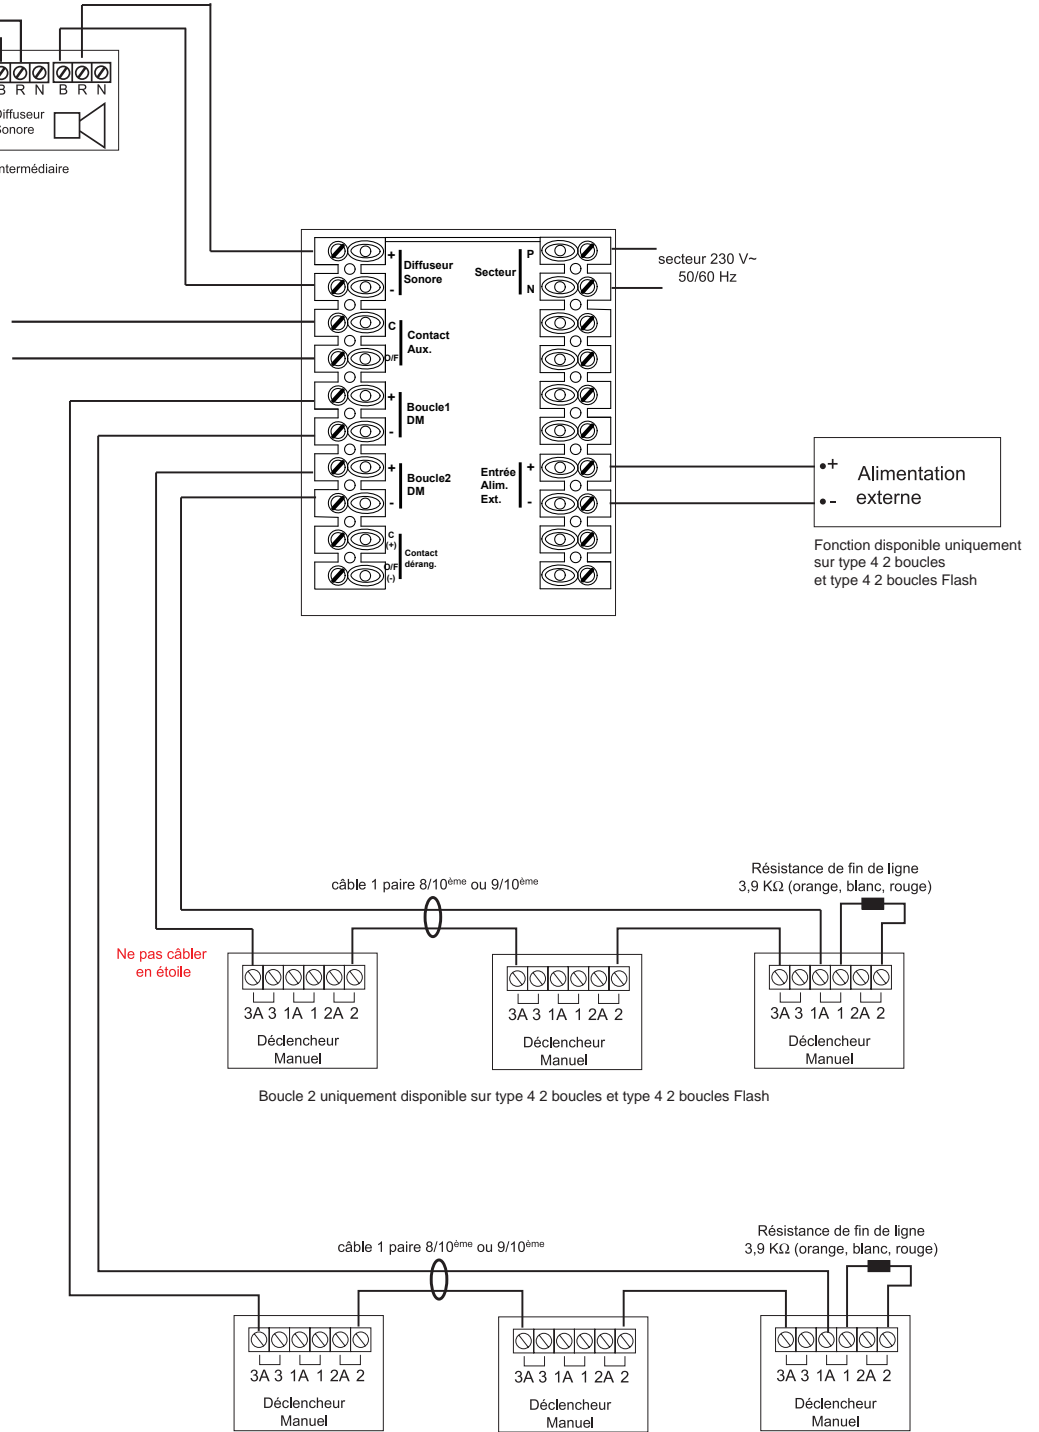 B R N B R N
Diffuseur
Sonore
ntermédiaire
+
-
Diffuseur
Sonore
Secteur
P
N
secteur 230 V~
50/60 Hz
C
O/F
Contact
Aux.
+
-
Boucle1
DM
+
-
Boucle2
DM
Entrée
Alim.
Ext.
+
-
+
-
Alimentation
externe
Fonction disponible uniquement
sur type 4 2 boucles
et type 4 2 boucles Flash
C
(+)
O/F
(-)
Contact
dérang.
câble 1 paire 8/10ème ou 9/10ème
Résistance de fin de ligne
3,9 KΩ (orange, blanc, rouge)
Ne pas câbler
en étoile
3A 3 1A 1 2A 2
Déclencheur
Manuel
3A 3 1A 1 2A 2
Déclencheur
Manuel
3A 3 1A 1 2A 2
Déclencheur
Manuel
Boucle 2 uniquement disponible sur type 4 2 boucles et type 4 2 boucles Flash
câble 1 paire 8/10ème ou 9/10ème
Résistance de fin de ligne
3,9 KΩ (orange, blanc, rouge)
3A 3 1A 1 2A 2
Déclencheur
Manuel
3A 3 1A 1 2A 2
Déclencheur
Manuel
3A 3 1A 1 2A 2
Déclencheur
Manuel